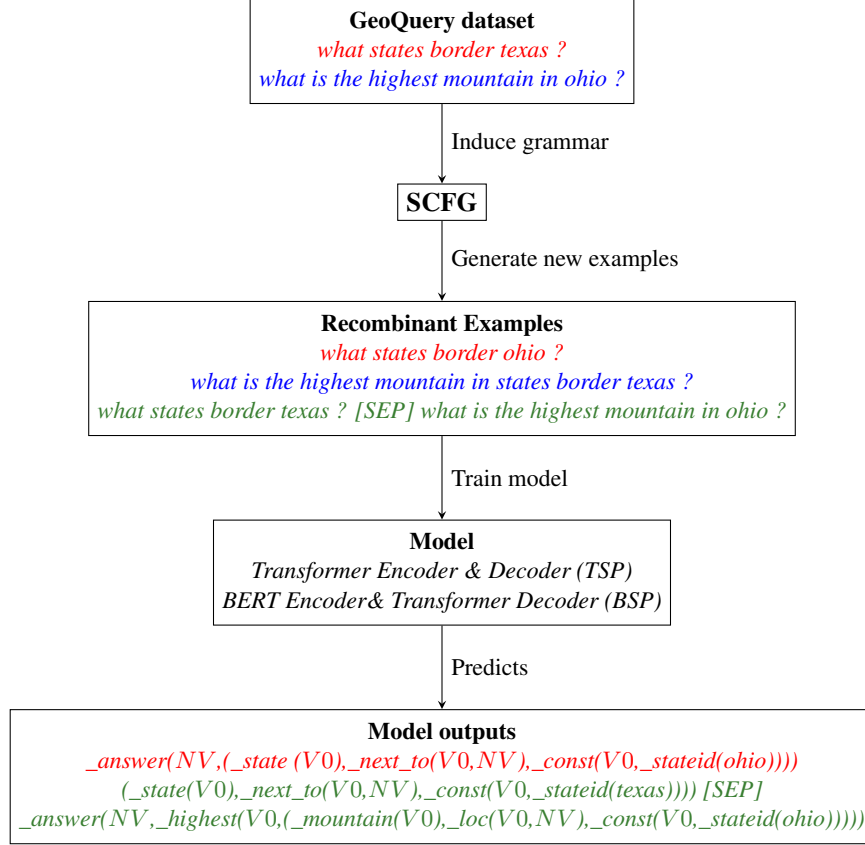 GeoQuery dataset
what states border texas ?
what is the highest mountain in ohio ?
Induce grammar
SCFG
Generate new examples
Recombinant Examples
what states border ohio ?
what is the highest mountain in states border texas ?
what states border texas ? [SEP] what is the highest mountain in ohio ?
Train model
Model
Transformer Encoder & Decoder (TSP)
BERT Encoder& Transformer Decoder (BSP)
Predicts
Model outputs
_answer(NV,(_state (V0),_next_to(V0,NV),_const(V0,_stateid(ohio))))
(_state(V0),_next_to(V0,NV),_const(V0,_stateid(texas)))) [SEP]
_answer(NV,_highest(V0,(_mountain(V0),_loc(V0,NV),_const(V0,_stateid(ohio)))))